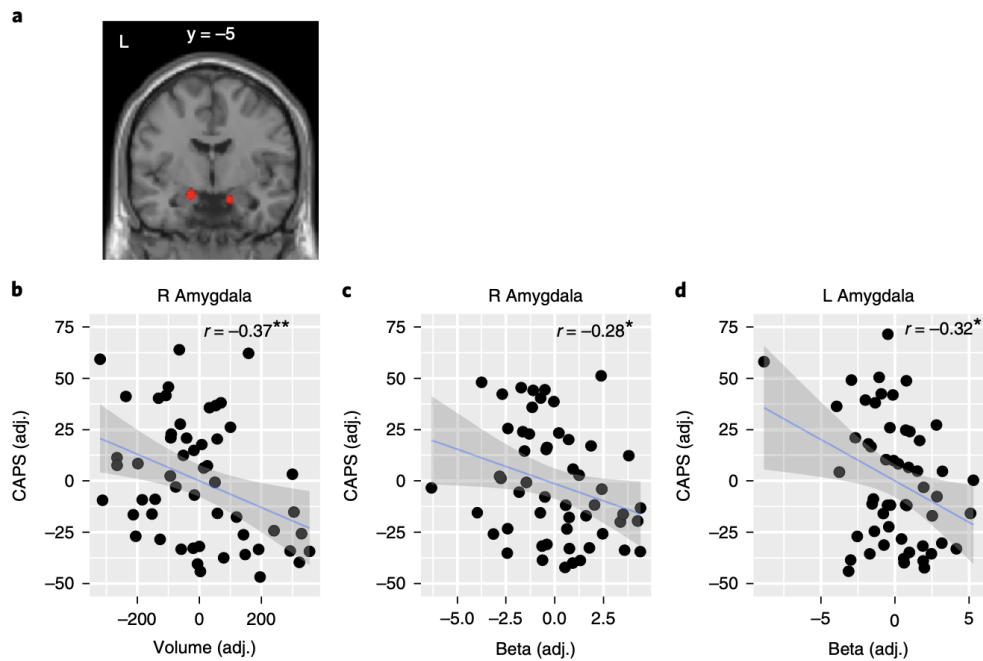 a
L
y = –5
b
R Amygdala
r = –0.37**
75
50
25
0
–25
–50
CAPS (adj.)
–200
0
200
Volume (adj.)
c
R Amygdala
r = –0.28*
75
50
25
0
–25
–50
CAPS (adj.)
–5.0
–2.5
0.0
2.5
Beta (adj.)
d
L Amygdala
r = –0.32*
75
50
25
0
–25
–50
CAPS (adj.)
–5
0
5
Beta (adj.)